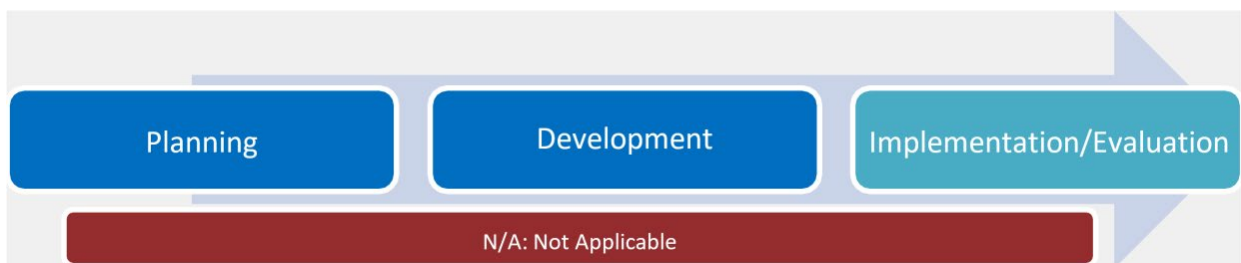 Planning
Development
Implementation/Evaluation
N/A: Not Applicable